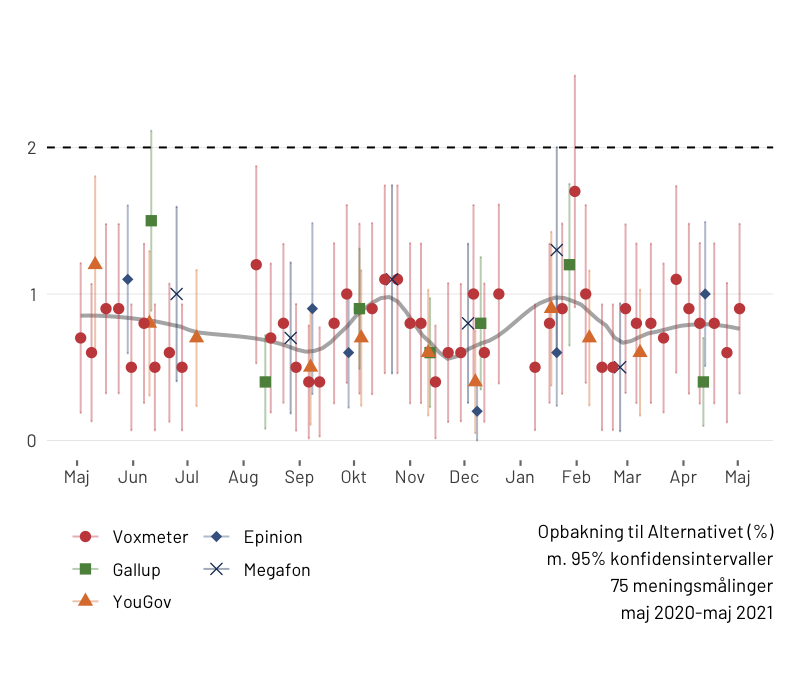 2
1
0
Maj Jun Jul Aug Sep Okt Nov Dec Jan Feb Mar Apr Maj
Voxmeter Epinion
Gallup Megafon
YouGov
Opbakning til Alternativet (%)
m. 95% konfidensintervaller
75 meningsmålinger
maj 2020-maj 2021